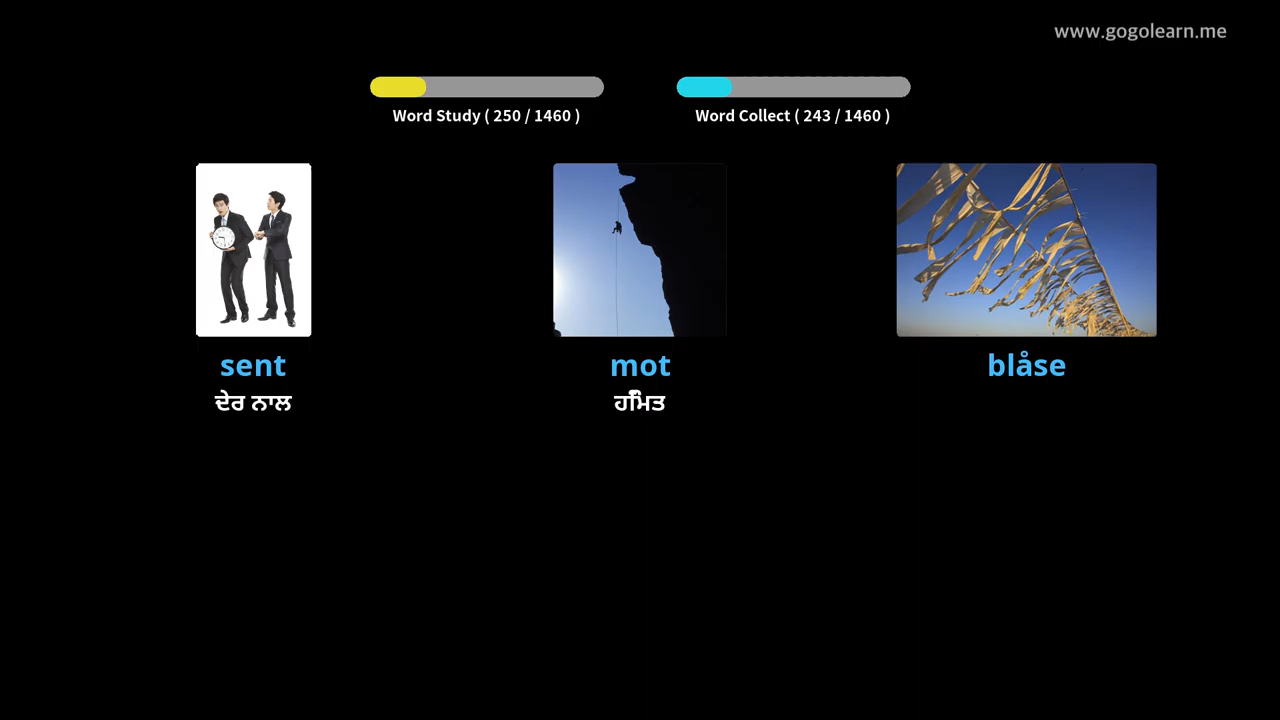 www.gogolearn.me
Word Study ( 250 / 1460 )
Word Collect ( 243 / 1460 )
sent
mot
blåse
ਦੇਰ ਨਾਲ
ਹਿੰਮਤ